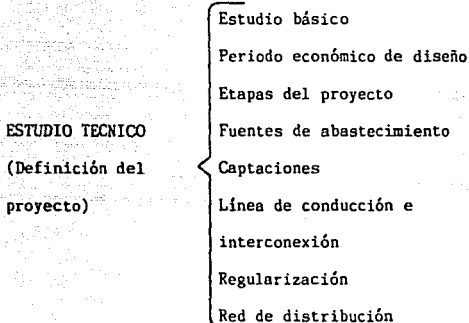 Estudio básico
Periodo económico de diseño
Etapas del proyecto
ESTUDIO TECNICO
Fuentes de abastecimiento
(Definición del
Captaciones
proyecto)
Línea de conducción e
interconexión
Regularización
Red de distribución